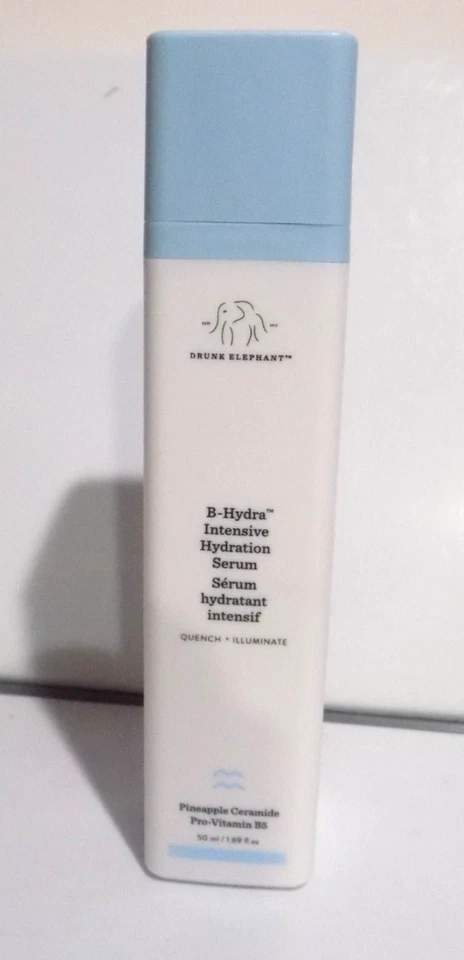 DRUNK ELEPHANT™
B-Hydra™
Intensive
Hydration
Serum
Sérum
hydratant
intensif
QUENCH • ILLUMINATE
Pineapple Ceramide
Pro-Vitamin B5
50 ml / 1.69 fl oz